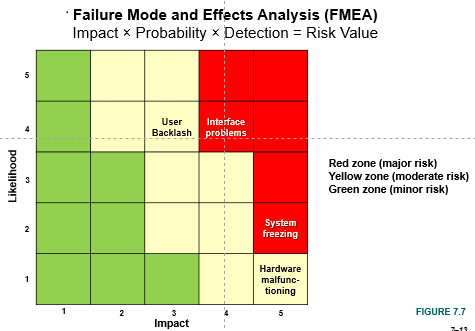 Failure Mode and Effects Analysis (FMEA)
Impact × Probability × Detection = Risk Value
5
User
Backlash
Interface
problems
4
Likelihood
3
Red zone (major risk)
Yellow zone (moderate risk)
Green zone (minor risk)
System
freezing
2
Hardware
malfunc-
tioning
1
1 2 3 4 5
Impact
FIGURE 7.7